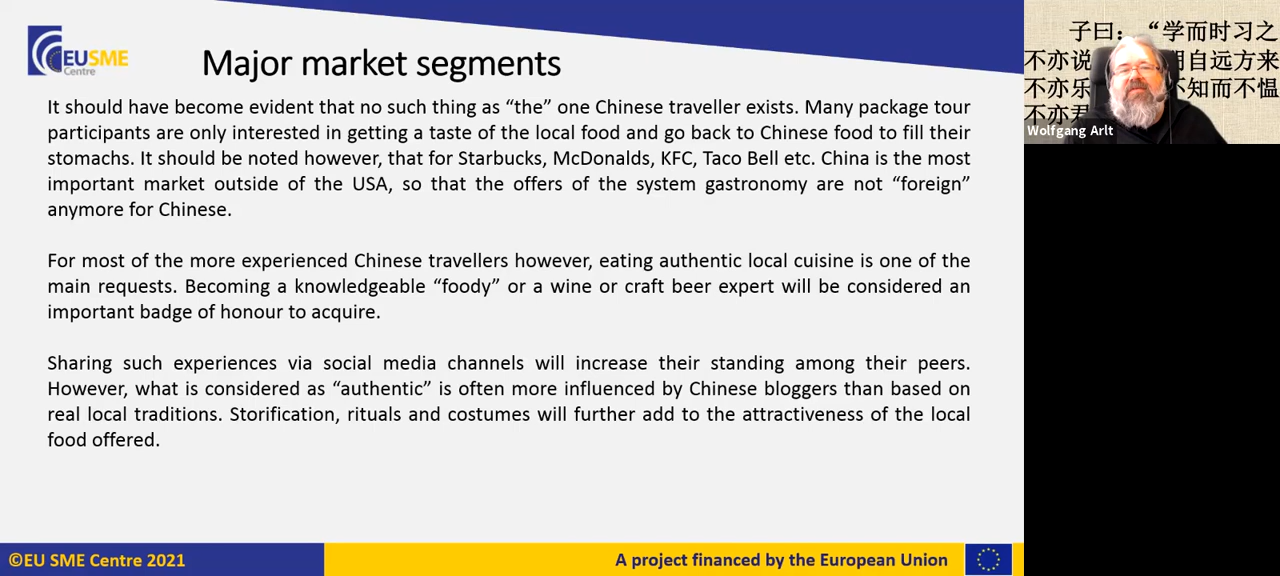 EUSME
Centre
Major market segments
It should have become evident that no such thing as “the” one Chinese traveller exists. Many package tour
participants are only interested in getting a taste of the local food and go back to Chinese food to fill their
stomachs. It should be noted however, that for Starbucks, McDonalds, KFC, Taco Bell etc. China is the most
important market outside of the USA, so that the offers of the system gastronomy are not “foreign”
anymore for Chinese.
For most of the more experienced Chinese travellers however, eating authentic local cuisine is one of the
main requests. Becoming a knowledgeable “foody” or a wine or craft beer expert will be considered an
important badge of honour to acquire.
Sharing such experiences via social media channels will increase their standing among their peers.
However, what is considered as “authentic” is often more influenced by Chinese bloggers than based on
real local traditions. Storification, rituals and costumes will further add to the attractiveness of the local
food offered.
©EU SME Centre 2021
A project financed by the European Union
子曰：“学而时习之
不亦说 自远方来
不亦乐 不知而不愠
不亦君
Wolfgang Arlt